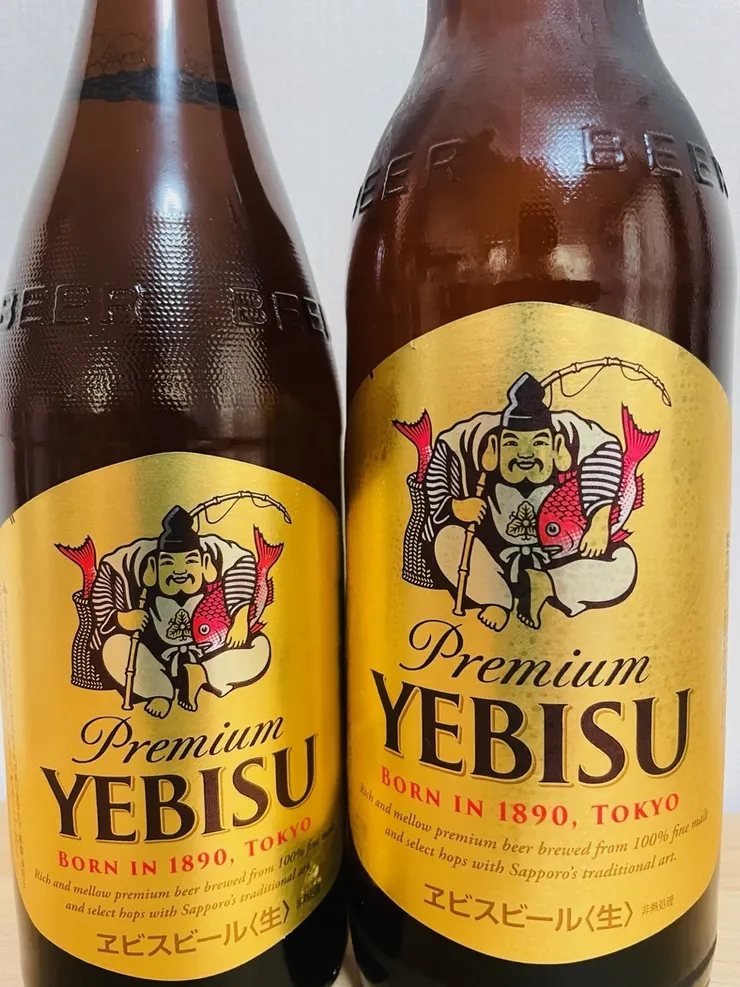 BEER BEER
Premium
YEBISU
BORN IN 1890, TOKYO
Rich and mellow premium beer brewed from 100% fine malt
and select hops with Sapporo's traditional art.
ヱビスビール〈生〉
BEER BEER
Premium
YEBISU
BORN IN 1890, TOKYO
Rich and mellow premium beer brewed from 100% fine malt
and select hops with Sapporo's traditional art.
ヱビスビール〈生〉 非熱処理